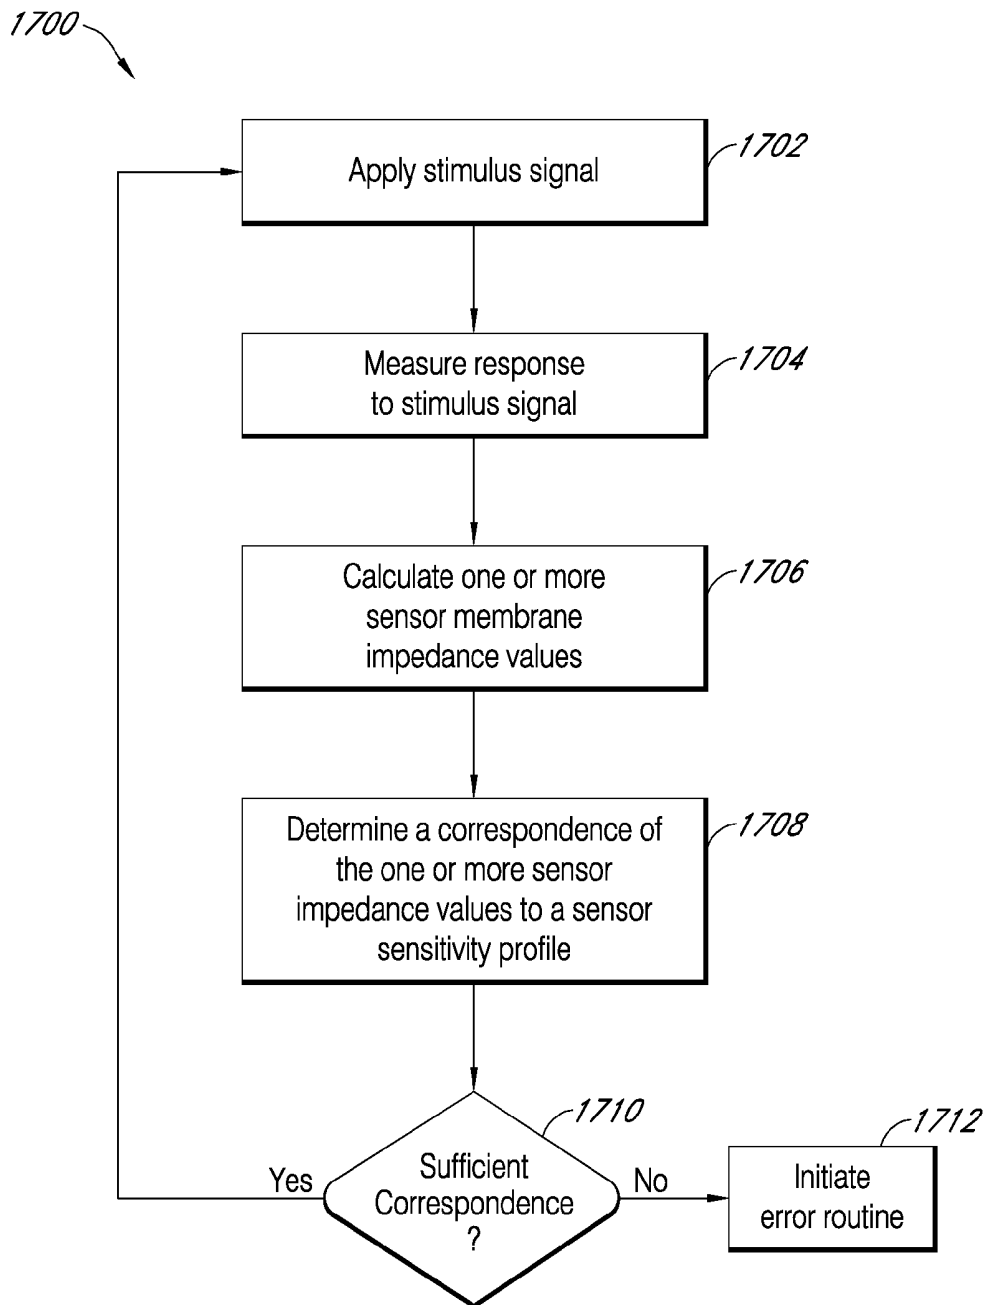 1700
Apply stimulus signal
1702
Measure response
to stimulus signal
1704
Calculate one or more
sensor membrane
impedance values
1706
Determine a correspondence of
the one or more sensor
impedance values to a sensor
sensitivity profile
1708
Sufficient
Correspondence
?
1710
Yes
No
Initiate
error routine
1712